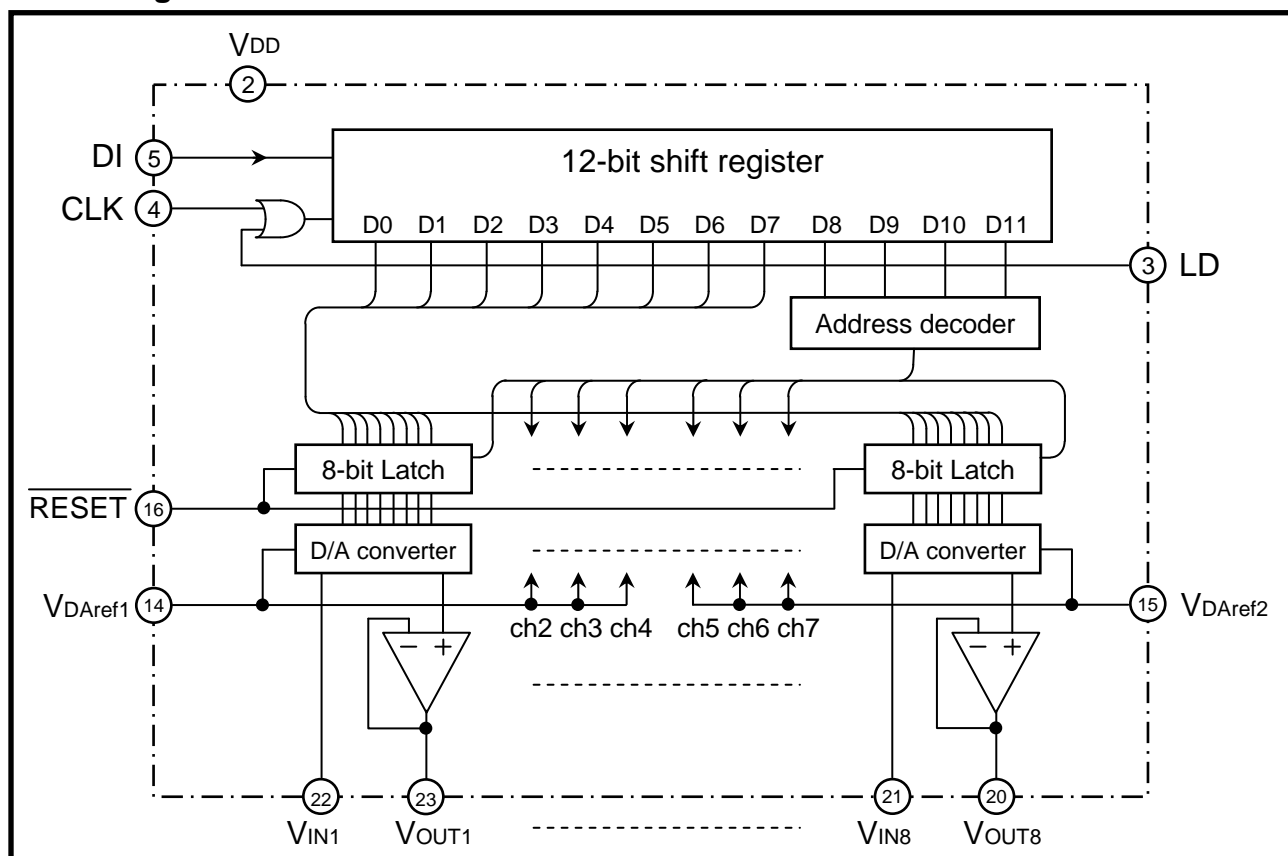 VDD
2
DI 5
12-bit shift register
CLK 4
D0 D1 D2 D3 D4 D5 D6 D7 D8 D9 D10 D11
3 LD
Address decoder
8-bit Latch 8-bit Latch
RESET 16
D/A converter D/A converter
VDAref1 14 15 VDAref2
ch2 ch3 ch4 ch5 ch6 ch7
− + − +
22 23 21 20
VIN1 VOUT1 VIN8 VOUT8